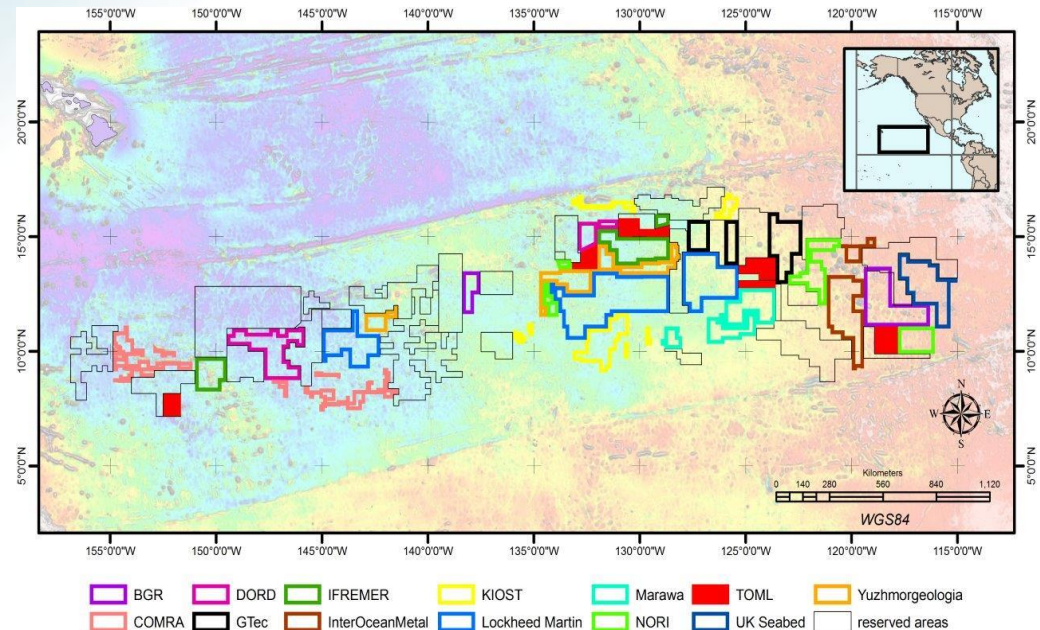 155°0'0"W 150°0'0"W 145°0'0"W 140°0'0"W 135°0'0"W 130°0'0"W 125°0'0"W 120°0'0"W 115°0'0"W
20°0'0"N 20°0'0"N
15°0'0"N 15°0'0"N
10°0'0"N 10°0'0"N
5°0'0"N 5°0'0"N
N
W E
S
Kilometers
0 140 280 560 840 1,120
WGS84
155°0'0"W 150°0'0"W 145°0'0"W 140°0'0"W 135°0'0"W 130°0'0"W 125°0'0"W 120°0'0"W 115°0'0"W
BGR DORD IFREMER KIOST Marawa TOML Yuzhmorgeologia
COMRA GTec InterOceanMetal Lockheed Martin NORI UK Seabed reserved areas